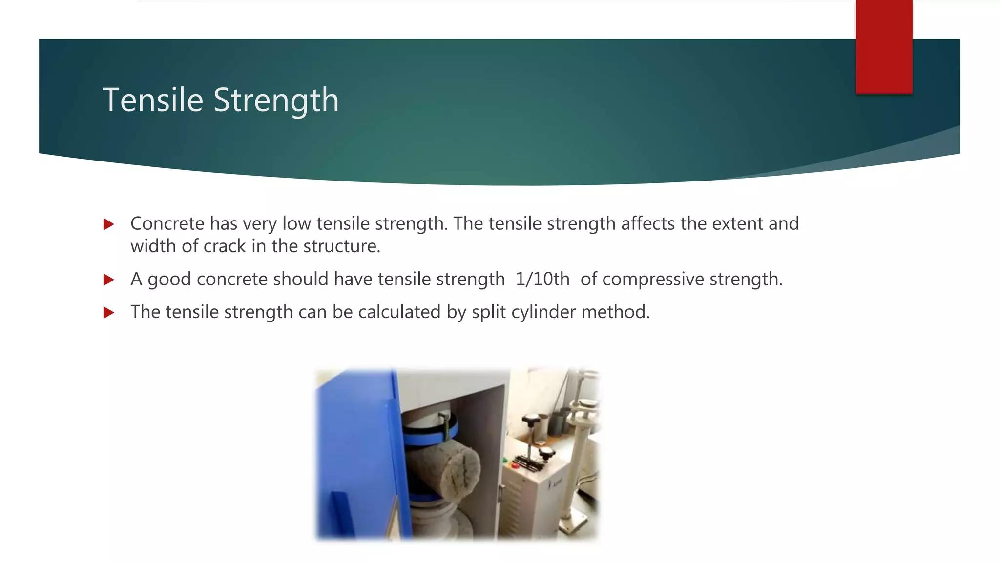 Tensile Strength
Concrete has very low tensile strength. The tensile strength affects the extent and
width of crack in the structure.
A good concrete should have tensile strength 1/10th of compressive strength.
The tensile strength can be calculated by split cylinder method.